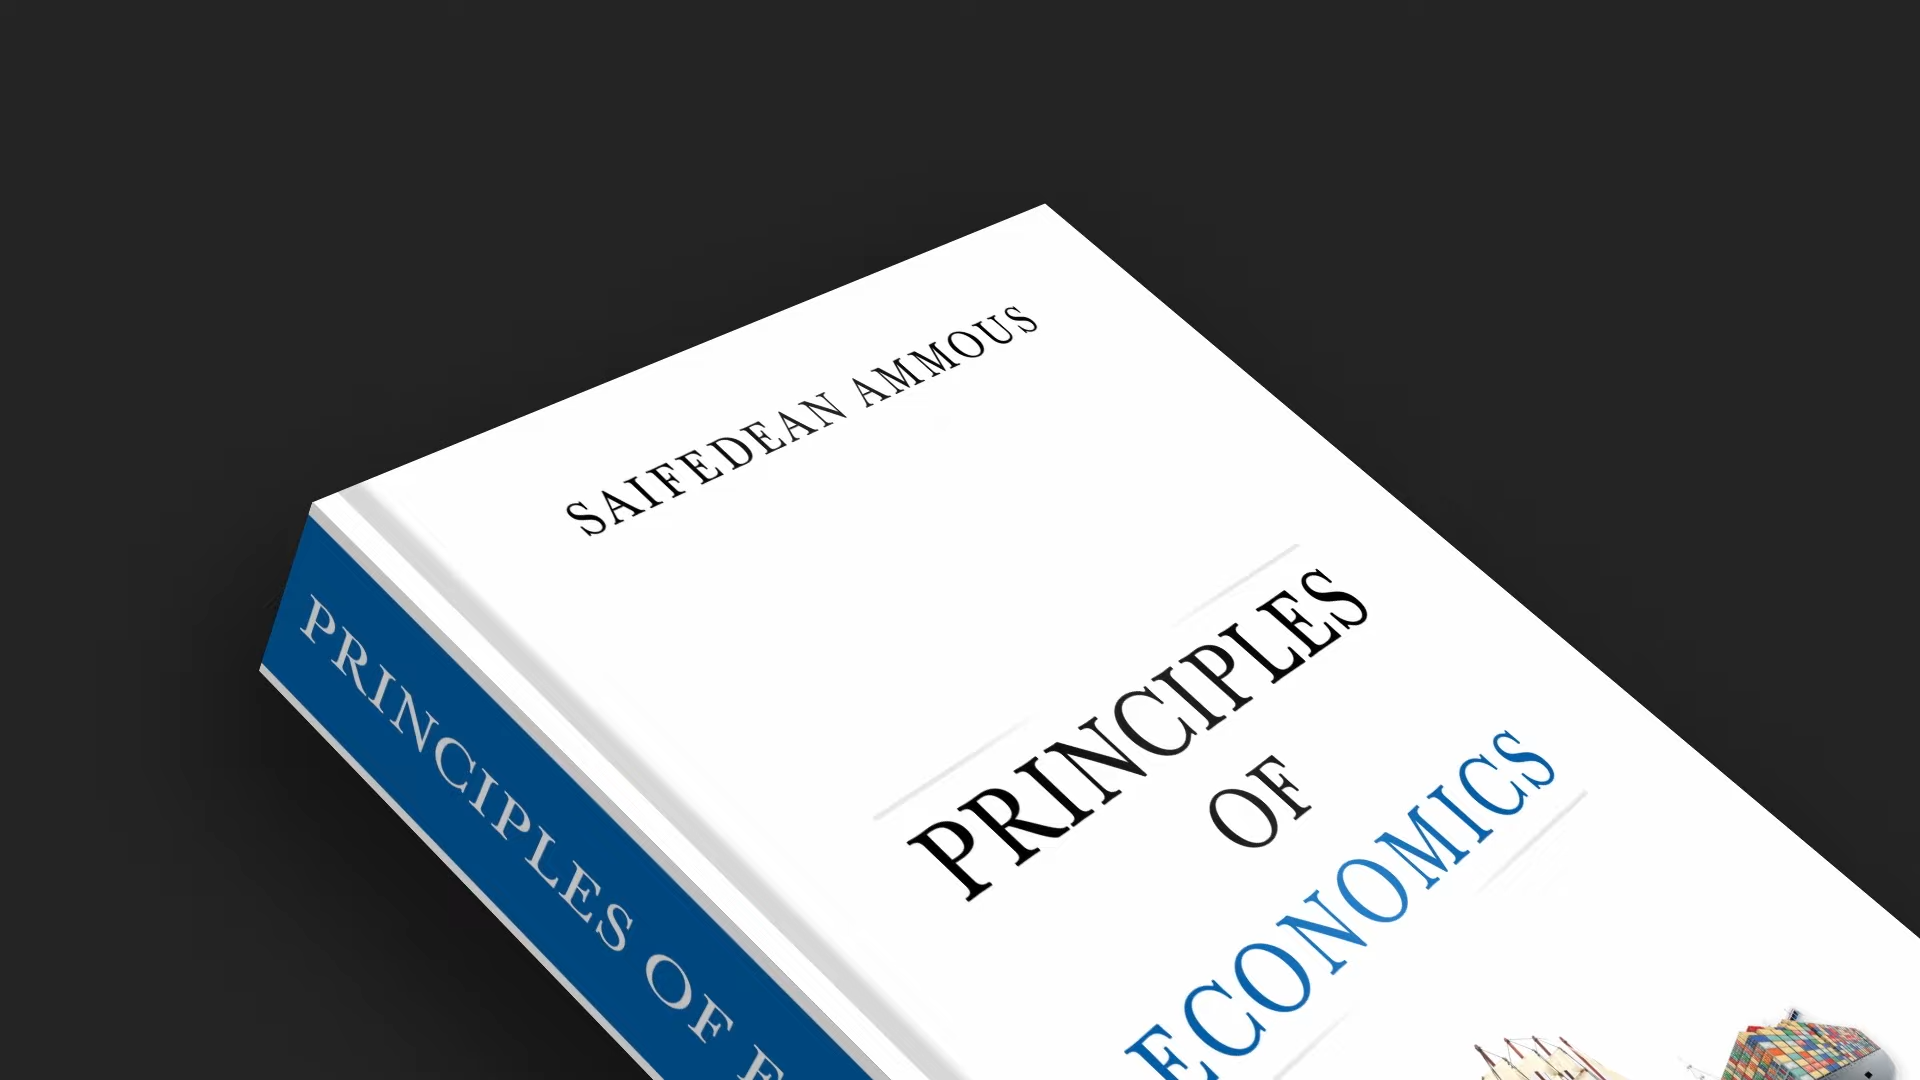 SAIFEDEAN AMMOUS
PRINCIPLES
OF
ECONOMICS
PRINCIPLES OF E